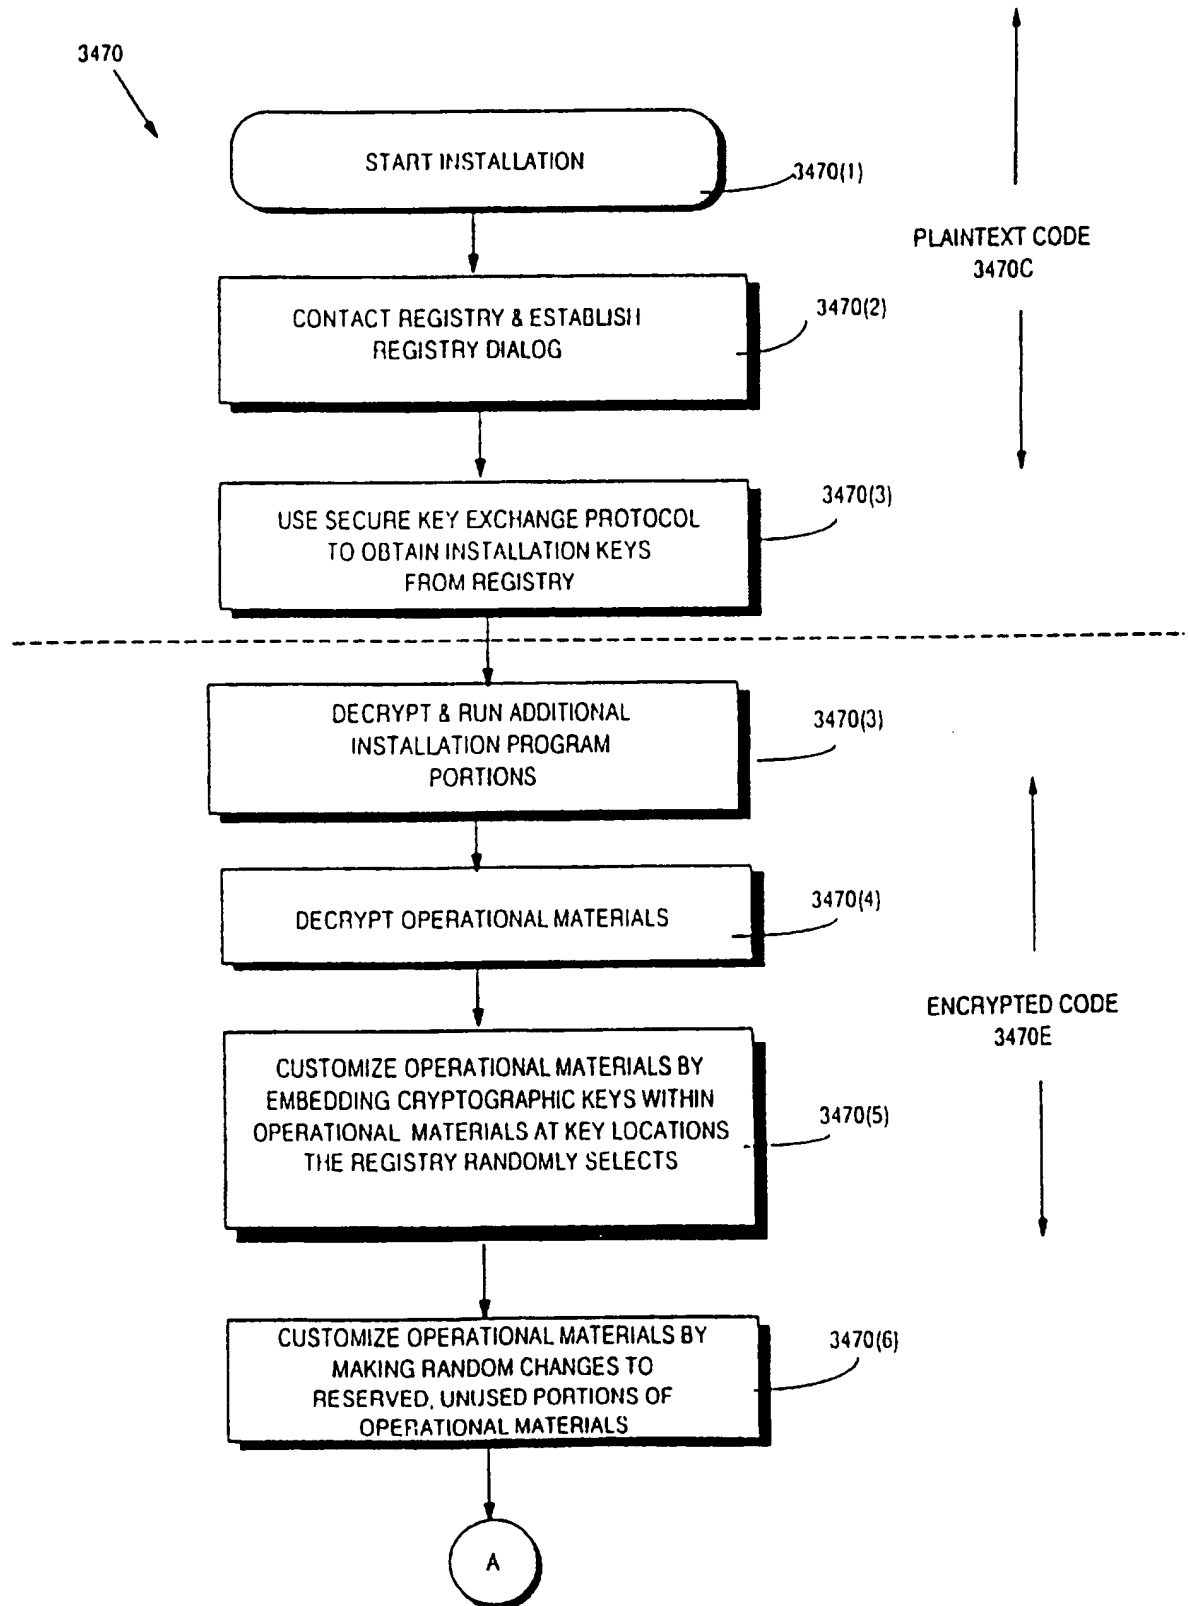 3470
START INSTALLATION
3470(1)
PLAINTEXT CODE
3470C
CONTACT REGISTRY & ESTABLISH
REGISTRY DIALOG
3470(2)
USE SECURE KEY EXCHANGE PROTOCOL
TO OBTAIN INSTALLATION KEYS
FROM REGISTRY
3470(3)
DECRYPT & RUN ADDITIONAL
INSTALLATION PROGRAM
PORTIONS
3470(3)
DECRYPT OPERATIONAL MATERIALS
3470(4)
ENCRYPTED CODE
3470E
CUSTOMIZE OPERATIONAL MATERIALS BY
EMBEDDING CRYPTOGRAPHIC KEYS WITHIN
OPERATIONAL MATERIALS AT KEY LOCATIONS
THE REGISTRY RANDOMLY SELECTS
3470(5)
CUSTOMIZE OPERATIONAL MATERIALS BY
MAKING RANDOM CHANGES TO
RESERVED, UNUSED PORTIONS OF
OPERATIONAL MATERIALS
3470(6)
A